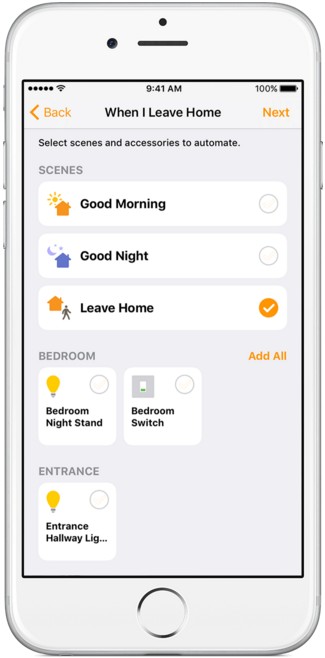 9:41 AM
100%
Back
When I Leave Home
Next
Select scenes and accessories to automate.
SCENES
Good Morning
Good Night
Leave Home
BEDROOM
Add All
Bedroom
Night Stand
Bedroom
Switch
ENTRANCE
Entrance
Hallway Lig...